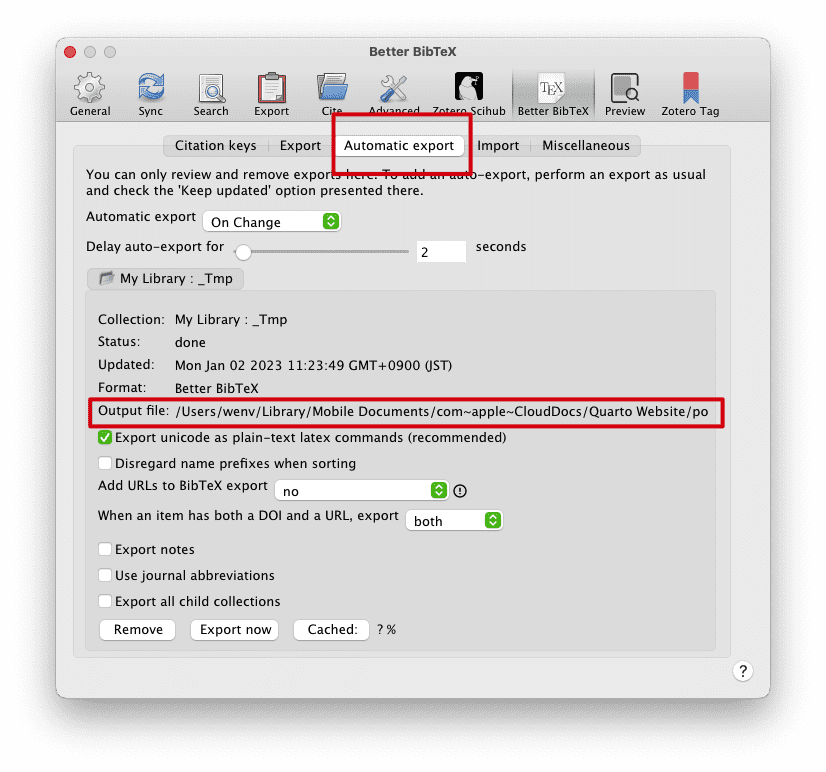 Better BibTeX
General Sync Search Export Cite Advanced Zotero Scihub Better BibTeX Preview Zotero Tag
TEX
Citation keys Export Automatic export Import Miscellaneous
You can only review and remove exports here. To add an auto-export, perform an export as usual
and check the 'Keep updated' option presented there.
Automatic export On Change
Delay auto-export for 2 seconds
My Library : _Tmp
Collection: My Library : _Tmp
Status: done
Updated: Mon Jan 02 2023 11:23:49 GMT+0900 (JST)
Format: Better BibTeX
Output file: /Users/wenv/Library/Mobile Documents/com~apple~CloudDocs/Quarto Website/po
Export unicode as plain-text latex commands (recommended)
Disregard name prefixes when sorting
Add URLs to BibTeX export no
When an item has both a DOI and a URL, export both
Export notes
Use journal abbreviations
Export all child collections
Remove Export now Cached: ? %
?